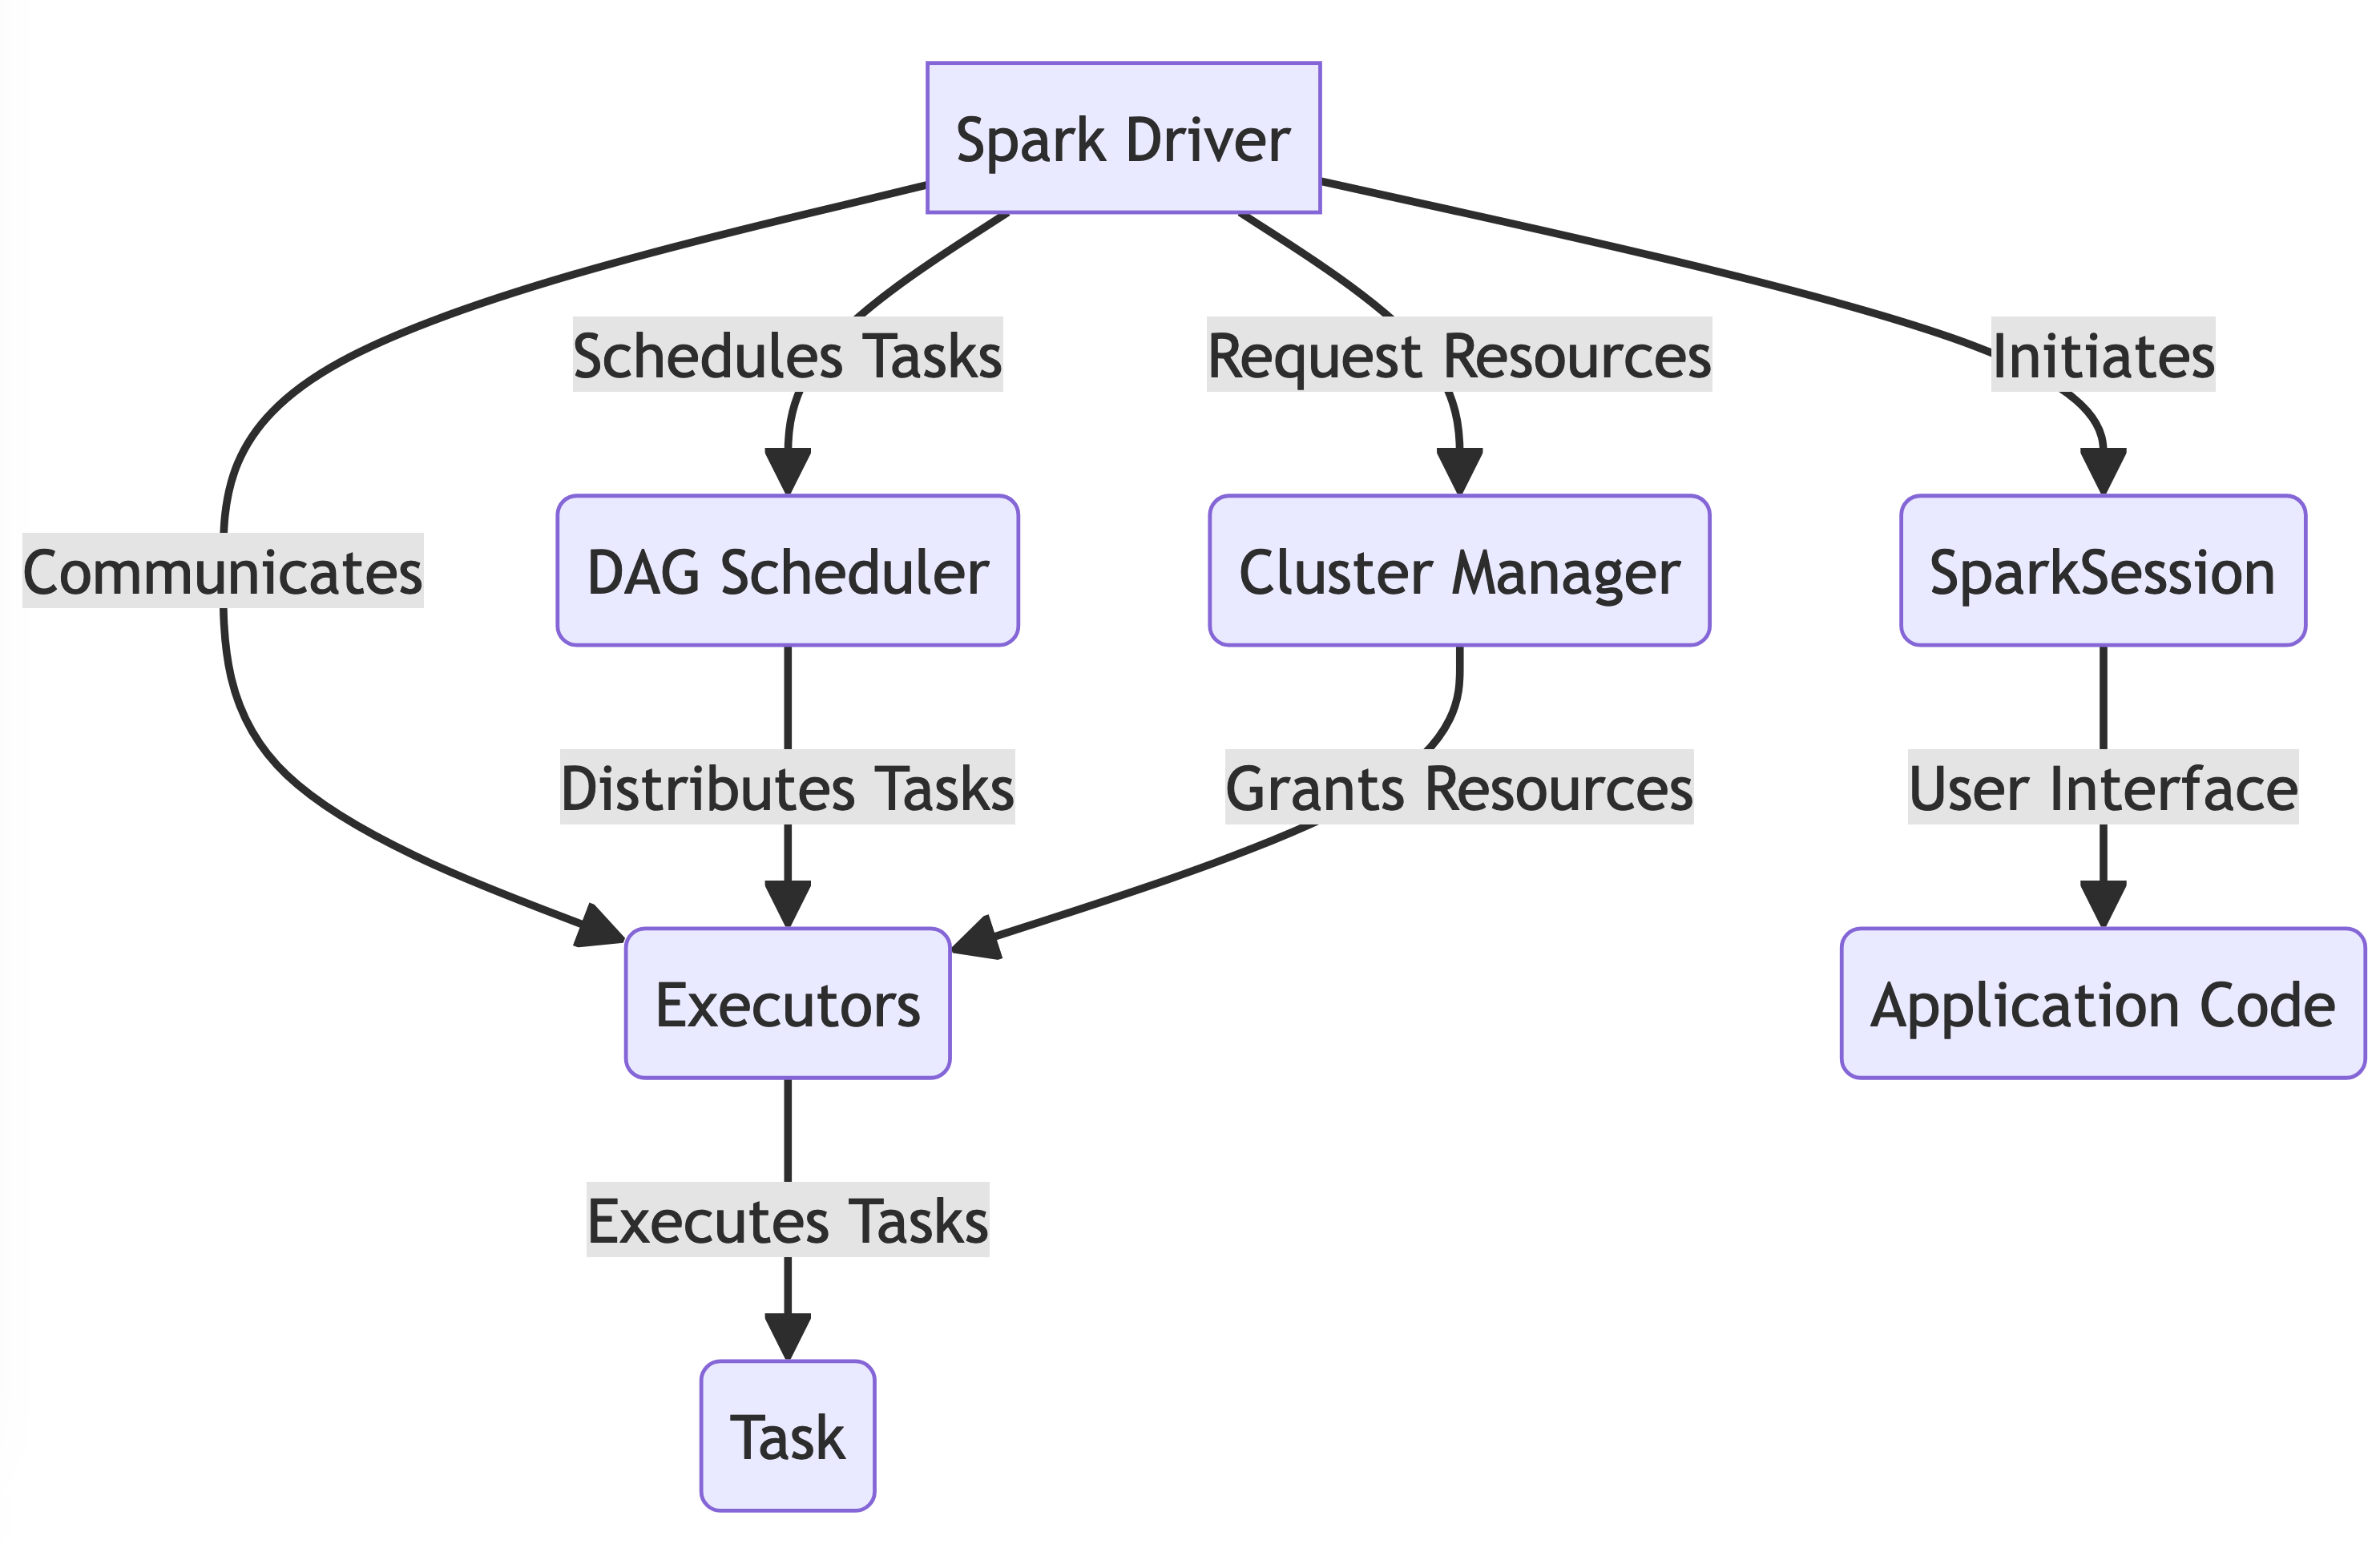 Spark Driver
Schedules Tasks
Request Resources
Initiates
Communicates
DAG Scheduler
Cluster Manager
SparkSession
Distributes Tasks
Grants Resources
User Interface
Executors
Application Code
Executes Tasks
Task